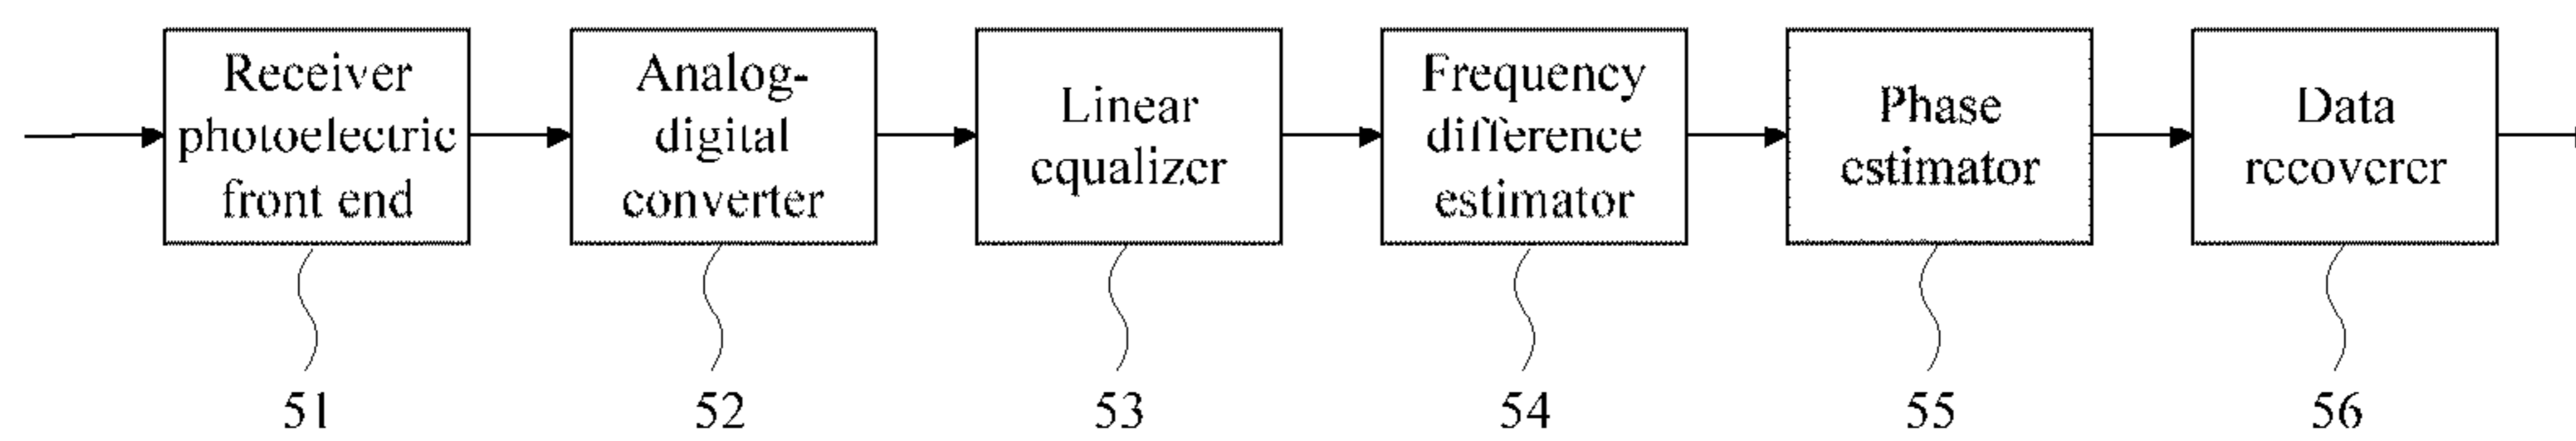 Receiver
photoelectric
front end
Analog-
digital
converter
Linear
equalizer
Frequency
difference
estimator
Phase
estimator
Data
recoverer
51
52
53
54
55
56